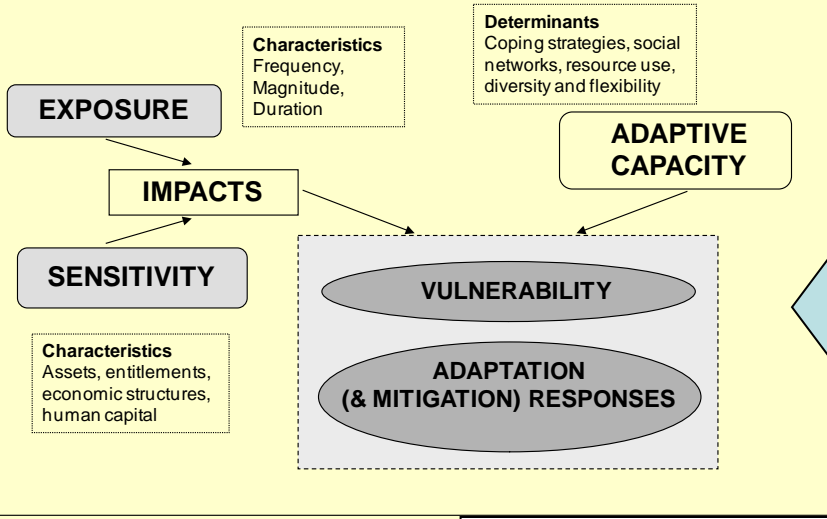 Determinants
Coping strategies, social
networks, resource use,
diversity and flexibility
Characteristics
Frequency,
Magnitude,
Duration
EXPOSURE
ADAPTIVE
CAPACITY
IMPACTS
SENSITIVITY
VULNERABILITY
Characteristics
Assets, entitlements,
economic structures,
human capital
ADAPTATION
(& MITIGATION) RESPONSES